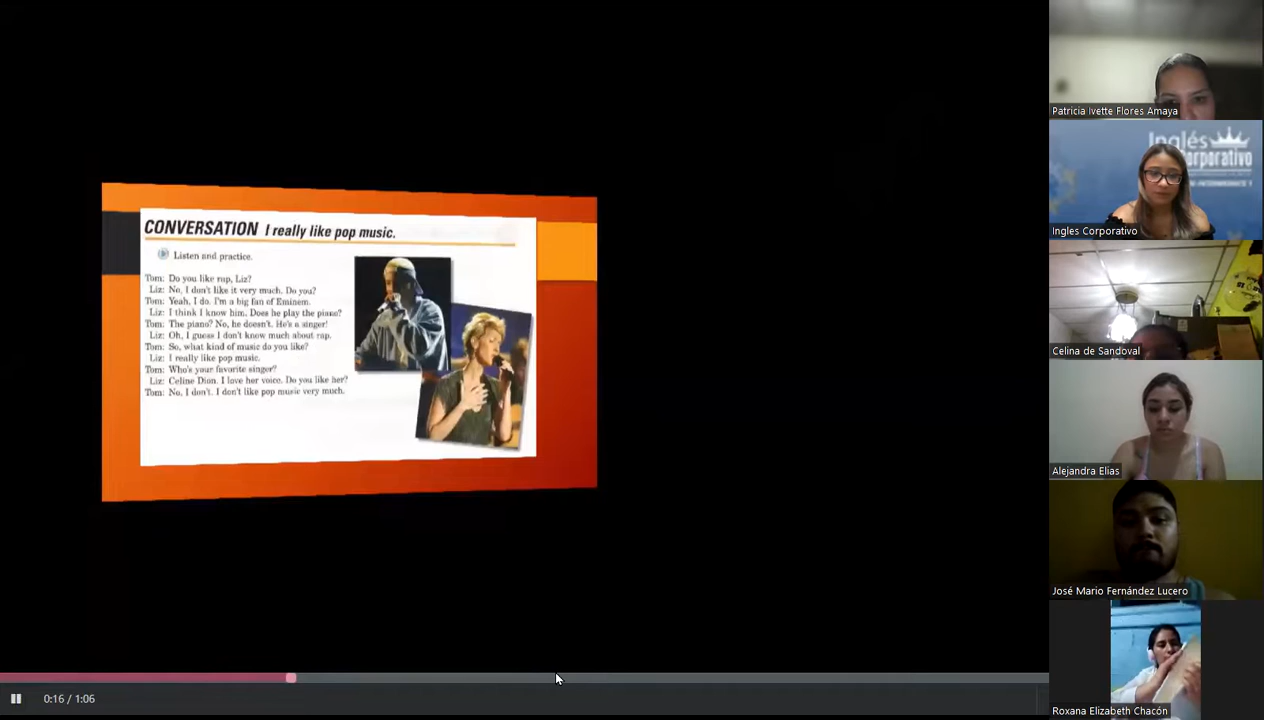 CONVERSATION I really like pop music.
Listen and practice.
Tom: Do you like rap, Liz?
Liz: No, I don't like it very much. Do you?
Tom: Yeah, I do. I'm a big fan of Eminem.
Liz: I think I know him. Does he play the piano?
Tom: The piano? No, he doesn't. He's a singer!
Liz: Oh, I guess I don't know much about rap.
Tom: So, what kind of music do you like?
Liz: I really like pop music.
Tom: Who's your favorite singer?
Liz: Celine Dion. I love her voice. Do you like her?
Tom: No, I don't. I don't like pop music very much.
0:16 / 1:06
Patricia Ivette Flores Amaya
Inglés
Corporativo
Ingles Corporativo
Celina de Sandoval
Alejandra Elias
José Mario Fernández Lucero
Roxana Elizabeth Chacón